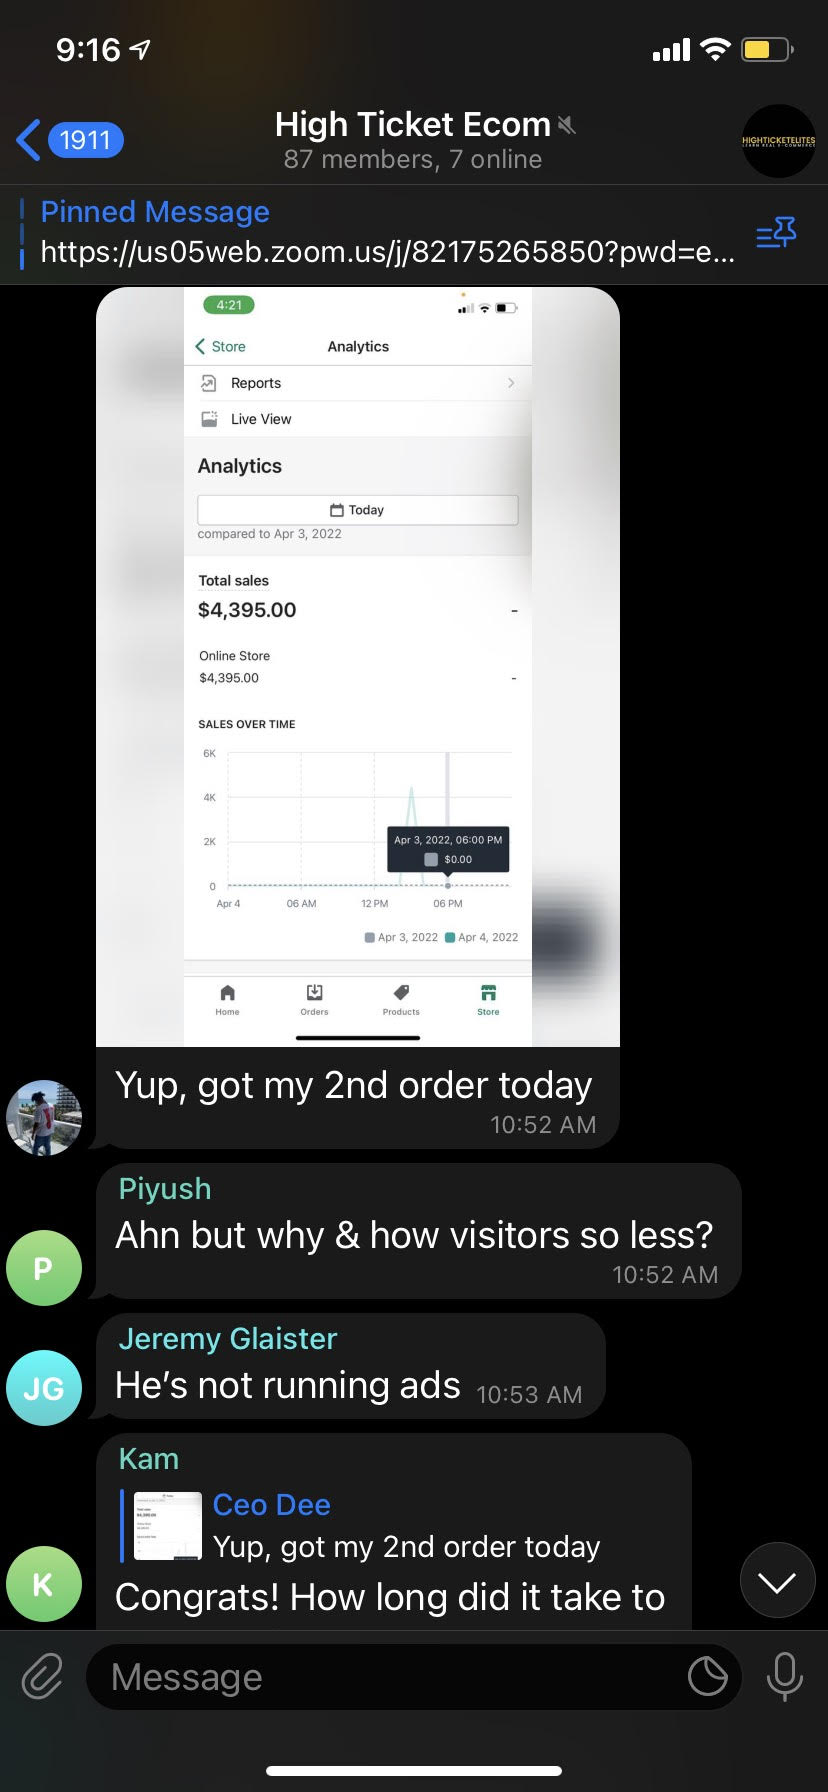 9:16
1911
High Ticket Ecom
87 members, 7 online
HIGHTICKETELITES
LEARN REAL E-COMMERCE
Pinned Message
https://us05web.zoom.us/j/82175265850?pwd=e...
4:21
Store
Analytics
Reports
Live View
Analytics
Today
compared to Apr 3, 2022
Total sales
$4,395.00
-
Online Store
$4,395.00
-
SALES OVER TIME
6K
4K
2K
0
Apr 3, 2022, 06:00 PM
$0.00
Apr 4
06 AM
12 PM
06 PM
Apr 3, 2022
Apr 4, 2022
Home
Orders
Products
Store
Yup, got my 2nd order today
10:52 AM
Piyush
P
Ahn but why & how visitors so less?
10:52 AM
Jeremy Glaister
JG
He's not running ads 10:53 AM
Kam
Ceo Dee
Yup, got my 2nd order today
K
Congrats! How long did it take to
Message